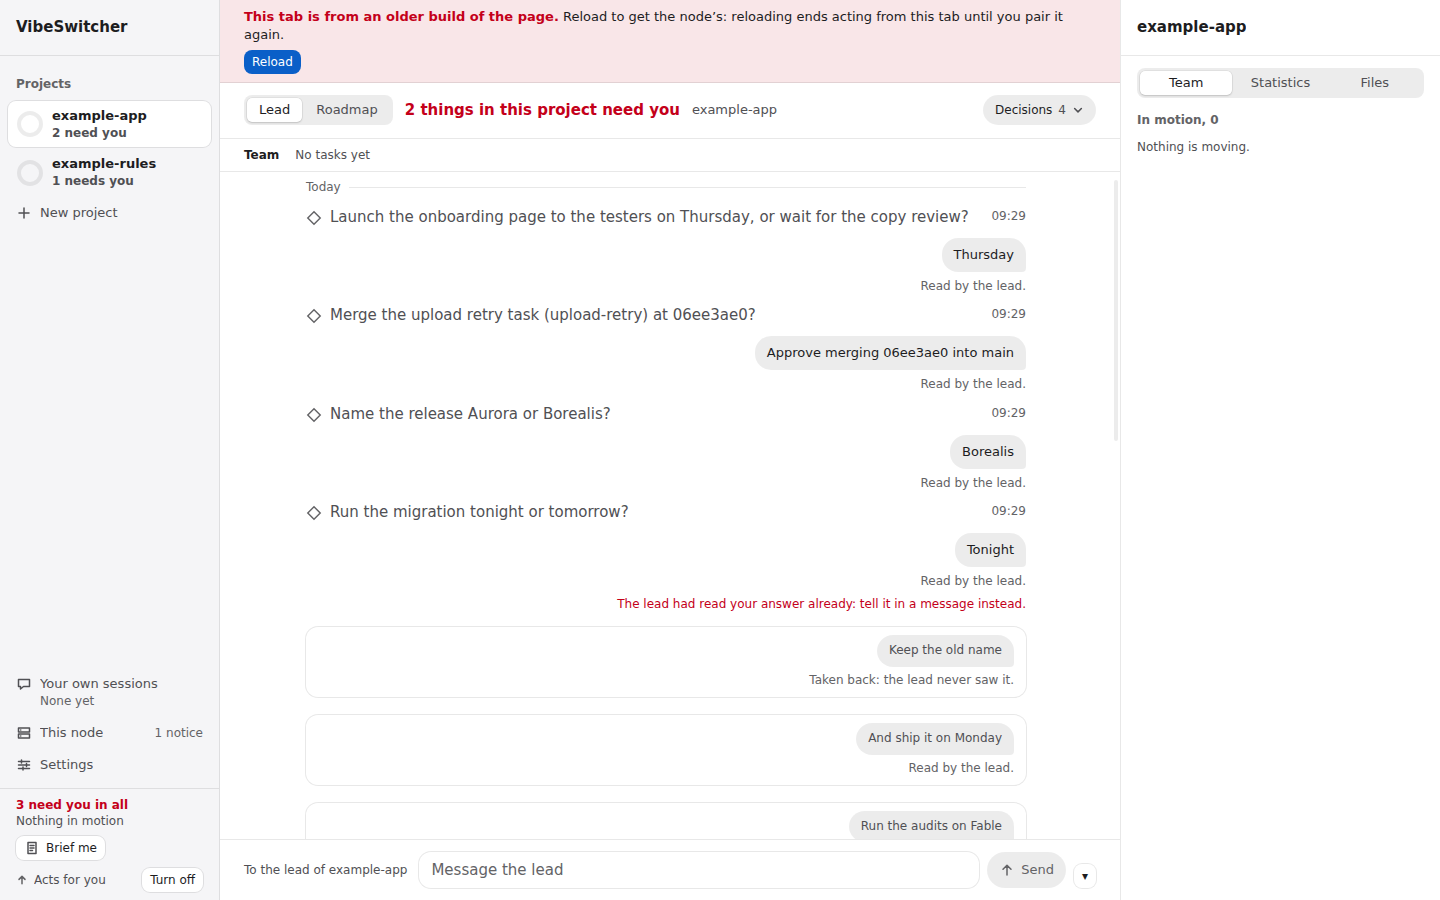 VibeSwitcher
Projects
example-app
2 need you
example-rules
1 needs you
New project
Your own sessions
None yet
This node 1 notice
Settings
3 need you in all
Nothing in motion
Brief me
Acts for you Turn off
This tab is from an older build of the page. Reload to get the node’s: reloading ends acting from this tab until you pair it
again.
Reload
Lead Roadmap 2 things in this project need you example-app Decisions 4
Team No tasks yet
Today
Launch the onboarding page to the testers on Thursday, or wait for the copy review? 09:29
Thursday
Read by the lead.
Merge the upload retry task (upload-retry) at 06ee3ae0? 09:29
Approve merging 06ee3ae0 into main
Read by the lead.
Name the release Aurora or Borealis? 09:29
Borealis
Read by the lead.
Run the migration tonight or tomorrow? 09:29
Tonight
Read by the lead.
The lead had read your answer already: tell it in a message instead.
Keep the old name
Taken back: the lead never saw it.
And ship it on Monday
Read by the lead.
Run the audits on Fable
To the lead of example-app Message the lead Send
example-app
Team Statistics Files
In motion, 0
Nothing is moving.